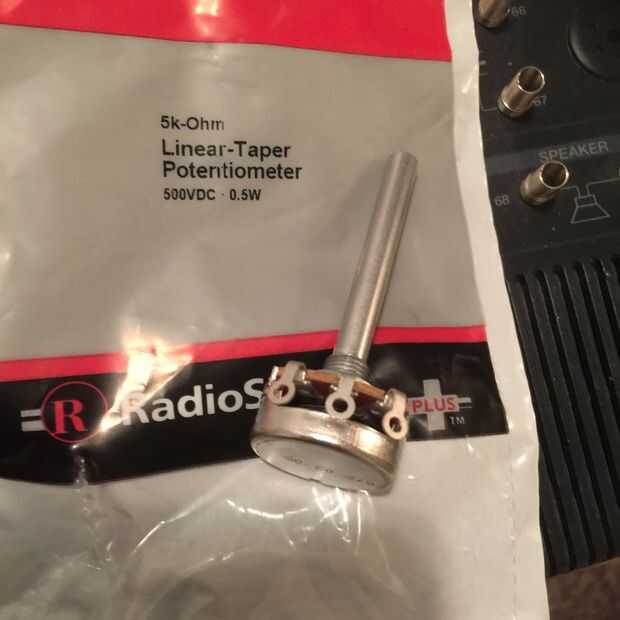 5k-Ohm
Linear-Taper
Potentiometer
500VDC · 0.5W
66
67
SPEAKER
68
R
RadioS
PLUS
TM